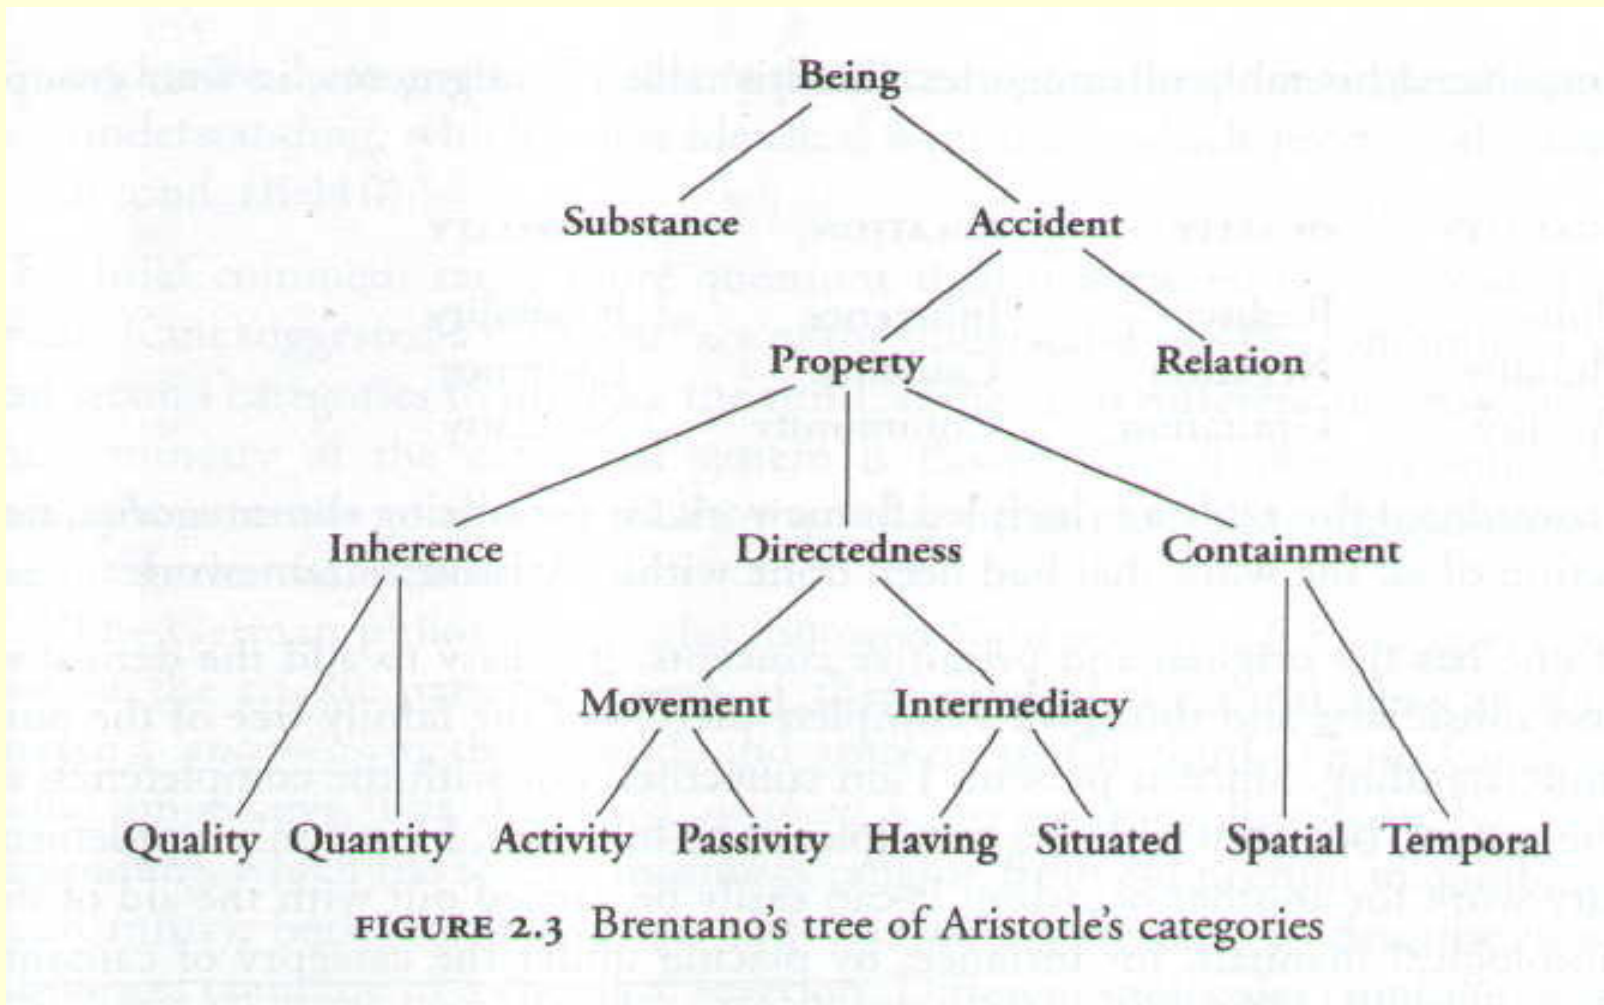 Being
Substance Accident
Property Relation
Inherence Directedness Containment
Movement Intermediacy
Quality Quantity Activity Passivity Having Situated Spatial Temporal
FIGURE 2.3 Brentano's tree of Aristotle's categories